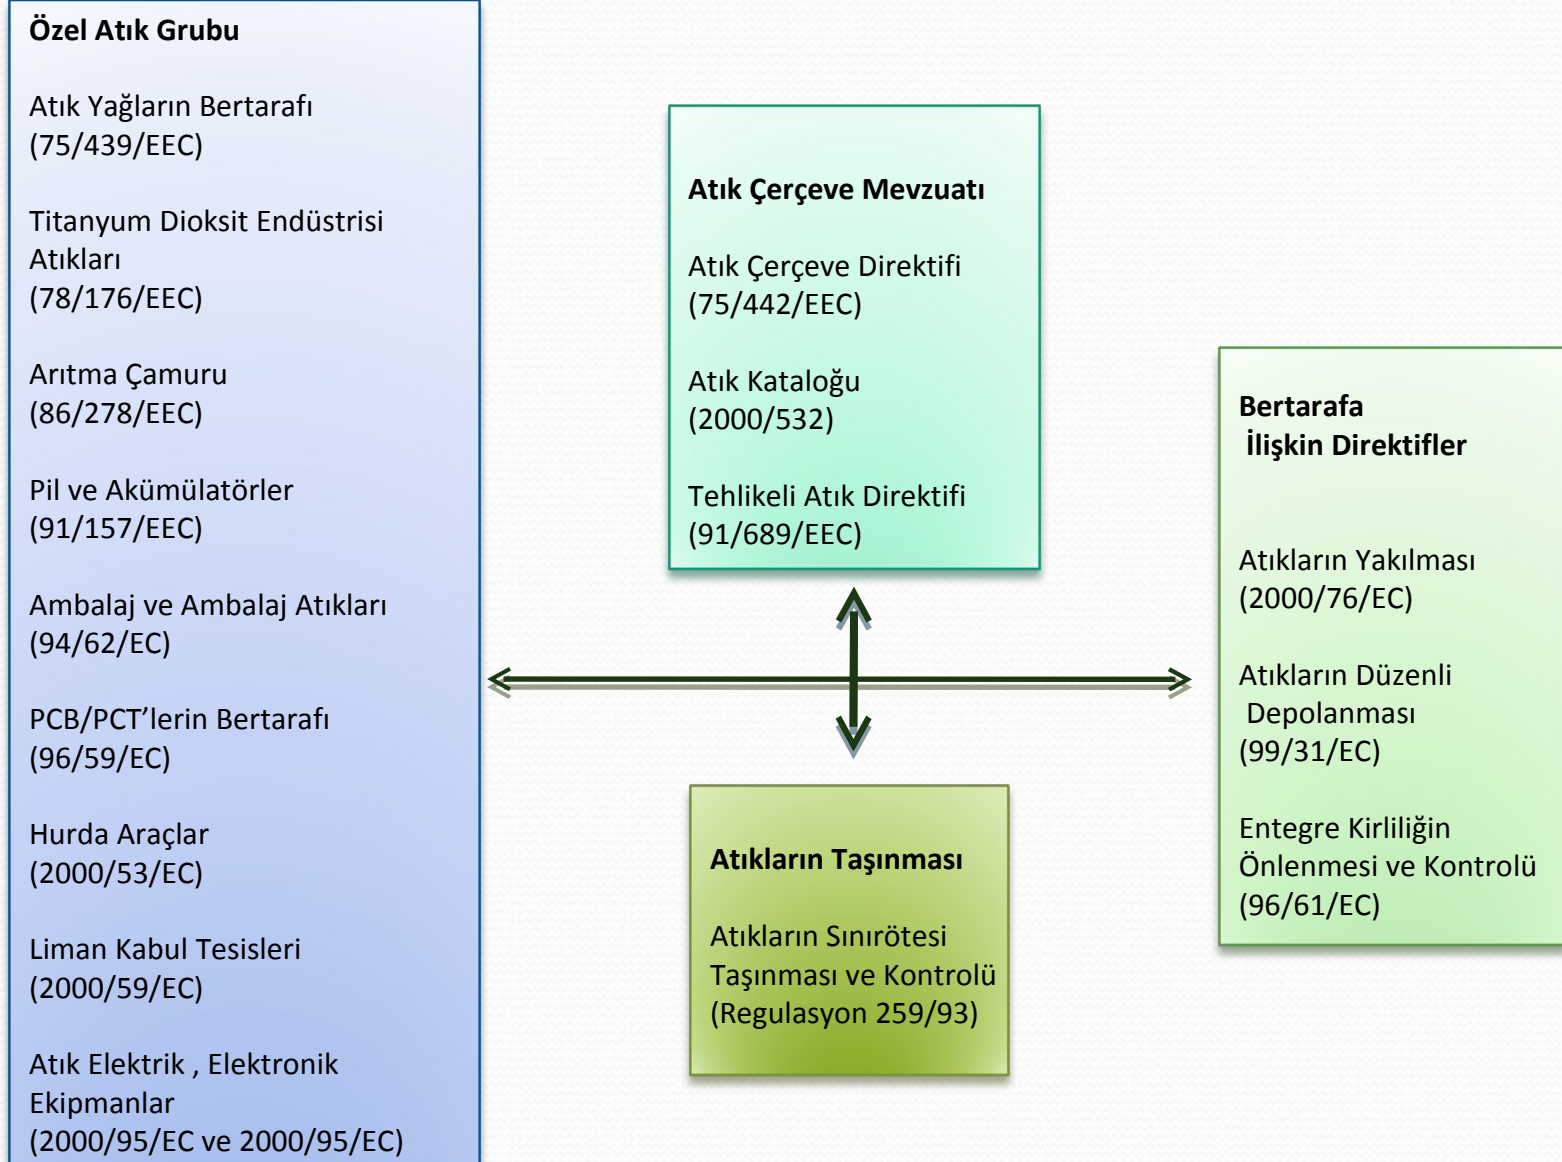 Özel Atık Grubu
Atık Yağların Bertarafı
(75/439/EEC)
Titanyum Dioksit Endüstrisi
Atıkları
(78/176/EEC)
Arıtma Çamuru
(86/278/EEC)
Pil ve Akümülatörler
(91/157/EEC)
Ambalaj ve Ambalaj Atıkları
(94/62/EC)
PCB/PCT’lerin Bertarafı
(96/59/EC)
Hurda Araçlar
(2000/53/EC)
Liman Kabul Tesisleri
(2000/59/EC)
Atık Elektrik , Elektronik
Ekipmanlar
(2000/95/EC ve 2000/95/EC)
Atık Çerçeve Mevzuatı
Atık Çerçeve Direktifi
(75/442/EEC)
Atık Kataloğu
(2000/532)
Tehlikeli Atık Direktifi
(91/689/EEC)
Atıkların Taşınması
Atıkların Sınırötesi
Taşınması ve Kontrolü
(Regulasyon 259/93)
Bertarafa
İlişkin Direktifler
Atıkların Yakılması
(2000/76/EC)
Atıkların Düzenli
Depolanması
(99/31/EC)
Entegre Kirliliğin
Önlenmesi ve Kontrolü
(96/61/EC)